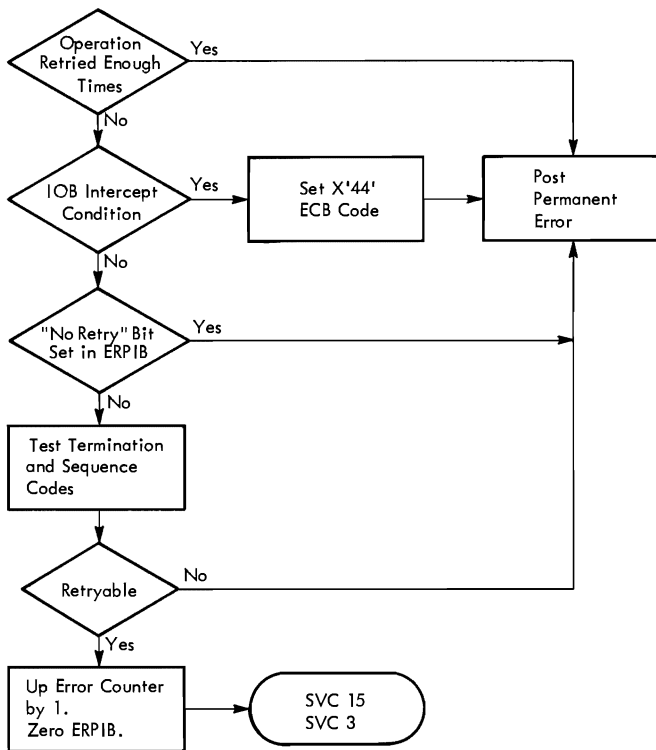 Operation
Retried Enough
Times
Yes
No
IOB Intercept
Condition
Yes
Set X'44'
ECB Code
Post
Permanent
Error
No
"No Retry" Bit
Set in ERPIB
Yes
No
Test Termination
and Sequence
Codes
Retryable
No
Yes
Up Error Counter
by 1.
Zero ERPIB.
SVC 15
SVC 3